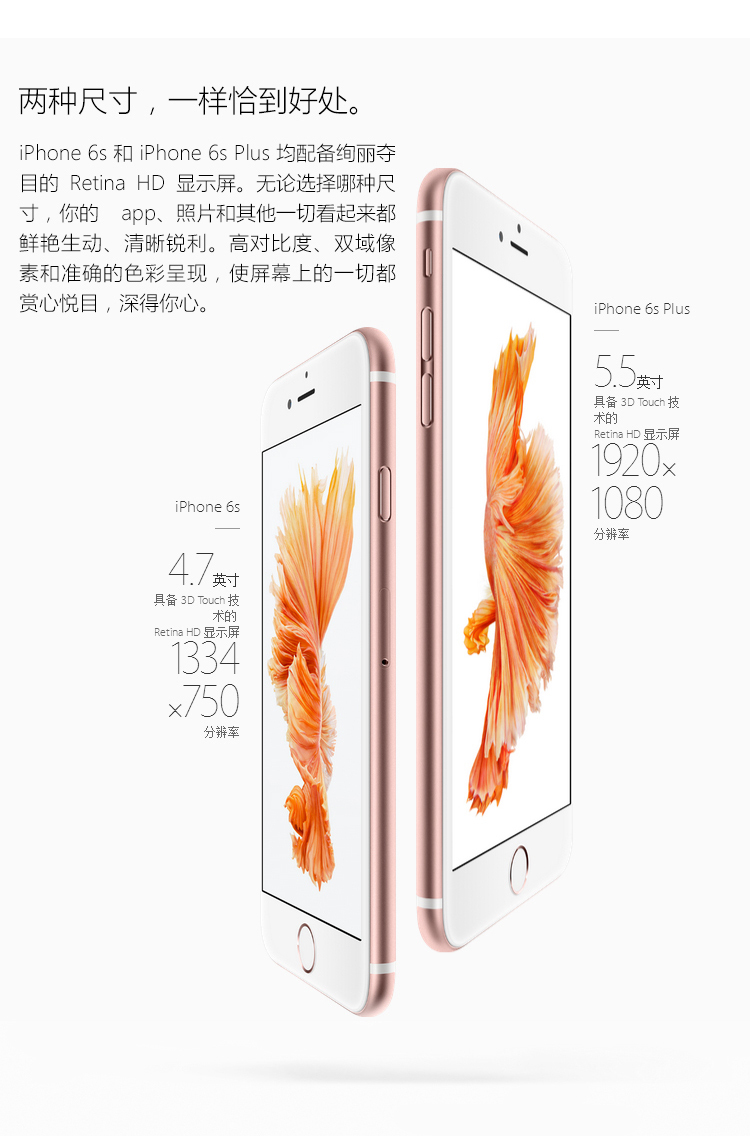 两种尺寸，一样恰到好处。
iPhone 6s 和 iPhone 6s Plus 均配备绚丽夺
目的 Retina HD 显示屏。无论选择哪种尺
寸，你的 app、照片和其他一切看起来都
鲜艳生动、清晰锐利。高对比度、双域像
素和准确的色彩呈现，使屏幕上的一切都
赏心悦目，深得你心。
iPhone 6s Plus
5.5英寸
具备 3D Touch 技
术的
Retina HD 显示屏
1920×
1080
分辨率
iPhone 6s
4.7英寸
具备 3D Touch 技
术的
Retina HD 显示屏
1334
×750
分辨率